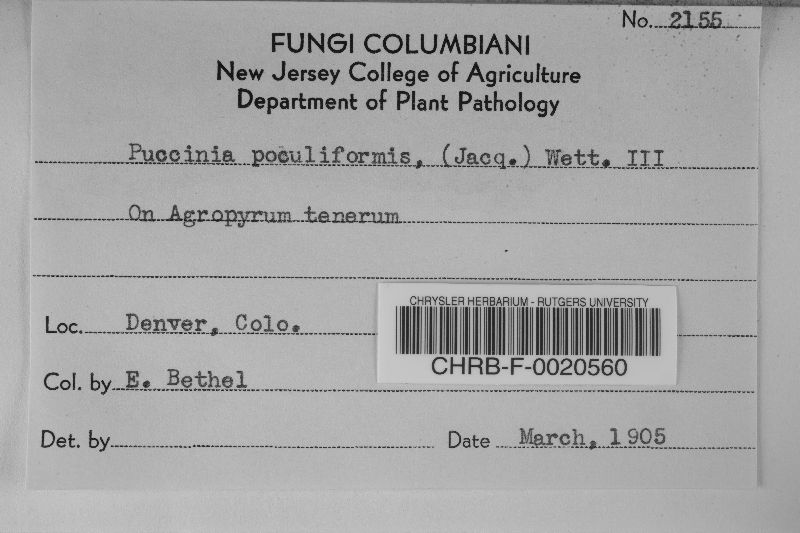 No. 2155
FUNGI COLUMBIANI
New Jersey College of Agriculture
Department of Plant Pathology
Puccinia poculiformis, (Jacq.) Wett. III
On Agropyrum tenerum
Loc. Denver, Colo.
CHRYSLER HERBARIUM - RUTGERS UNIVERSITY
CHRB-F-0020560
Col. by E. Bethel
Det. by
Date March, 1905